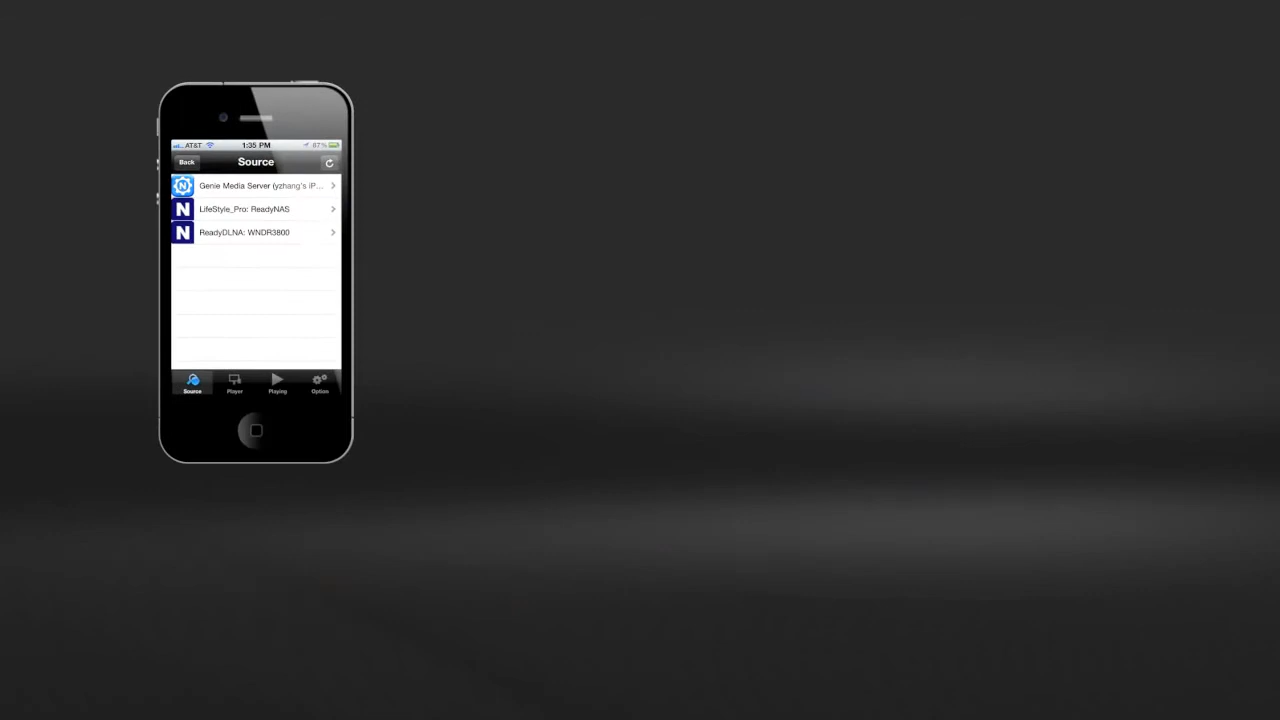 AT&T 1:35 PM 87%
Back Source
N Genie Media Server (yzhang's iP...
N LifeStyle_Pro: ReadyNAS
N ReadyDLNA: WNDR3800
Source Player Playing Option